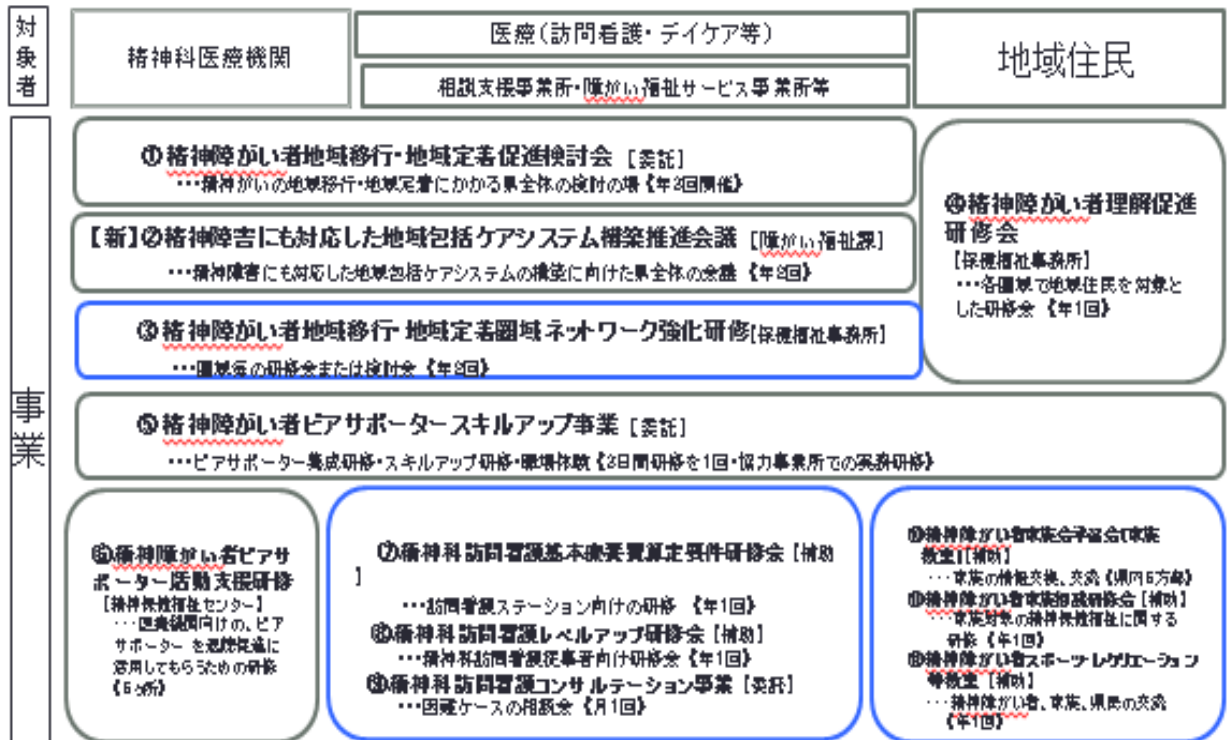 対象者
精神科医療機関
医療(訪問看護・デイケア等)
相談支援事業所・障がい福祉サービス事業所等
地域住民
事業
①精神障がい者地域移行・地域定着促進検討会 [委託]
･･･精神がいの地域移行・地域定着にかかる県全体の検討の場《年2回開催》
【新】②精神障害にも対応した地域包括ケアシステム構築推進会議 [障がい福祉課]
･･･精神障害にも対応した地域包括ケアシステムの構築に向けた県全体の会議 《年2回》
③精神障がい者地域移行・地域定着圏域ネットワーク強化研修[保健福祉事務所]
･･･圏域毎の研修会または検討会 《年2回》
④精神障がい者理解促進
研修会
[保健福祉事務所]
･･･各圏域で地域住民を対象と
した研修会 《年1回》
⑤精神障がい者ピアサポータースキルアップ事業 [委託]
･･･ピアサポーター養成研修・スキルアップ研修・職場体験《3日間研修を1回・協力事業所での実務研修》
⑥精神障がい者ピアサ
ポーター活動支援研修
[精神保健福祉センター]
･･･医療機関向けの、ピア
サポーターを退院促進に
活用してもらうための研修
《6ヶ所》
⑦精神科訪問看護基本療養費算定要件研修会 [補助
]
･･･訪問看護ステーション向けの研修 《年1回》
⑧精神科訪問看護レベルアップ研修会 [補助]
･･･精神科訪問看護従事者向け研修会 《年1回》
⑨精神科訪問看護コンサルテーション事業 [委託]
･･･困難ケースの相談会 《月1回》
⑩精神障がい者家族会学習会(家族
教室)[補助]
･･･家族の情報交換、交流《県内6方部》
⑪精神障がい者家族相談研修会 [補助]
･･･家族対象の精神保健福祉に関する
研修 《年1回》
⑫精神障がい者スポーツ・レクリエーション
等教室 [補助]
･･･精神障がい者、家族、県民の交流
《年1回》